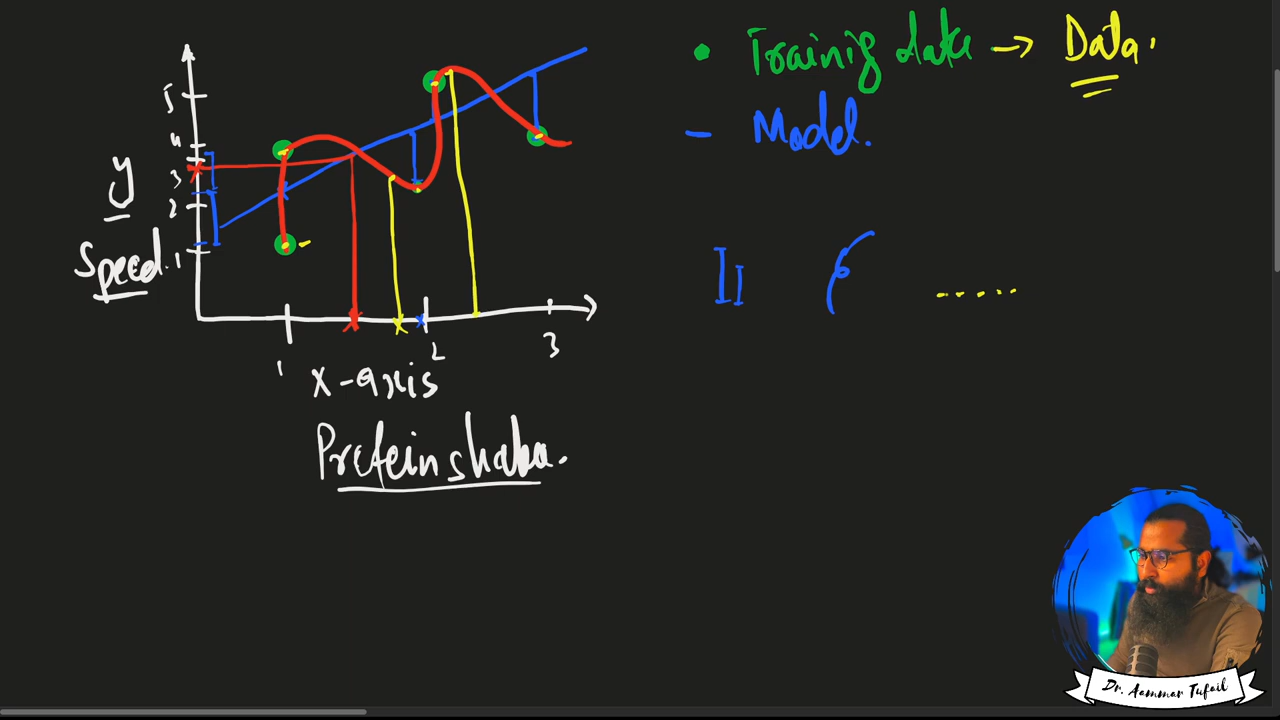 • Training data → Data.
- Model.
5
4
3
2
1
y
Speed.
1 2 3
x-axis
Protein shake.
Dr. Aammar Tufail